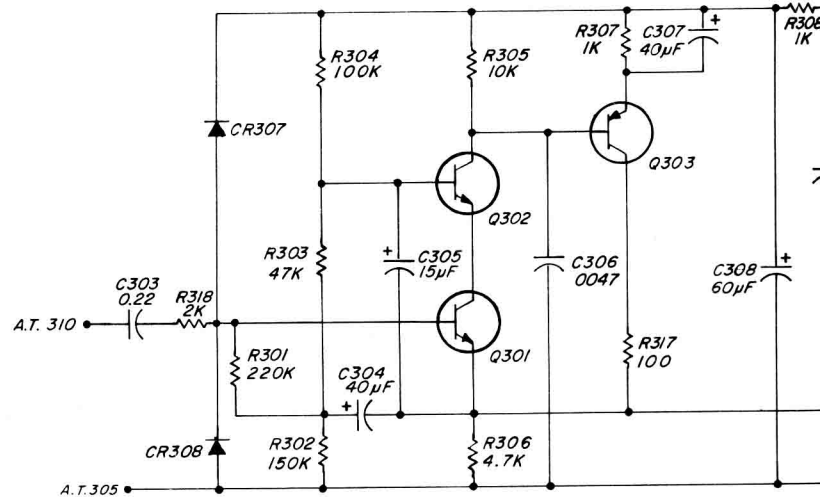 R304
100K
R305
10K
R307
1K
C307
+
40µF
R308
1K
CR307
Q302
Q303
R303
47K
+
C305
15µF
C306
.0047
C308
+
60µF
C303
0.22
R318
2K
A.T. 310
Q301
R301
220K
C304
40µF
+
R317
100
CR308
R302
150K
R306
4.7K
A.T. 305